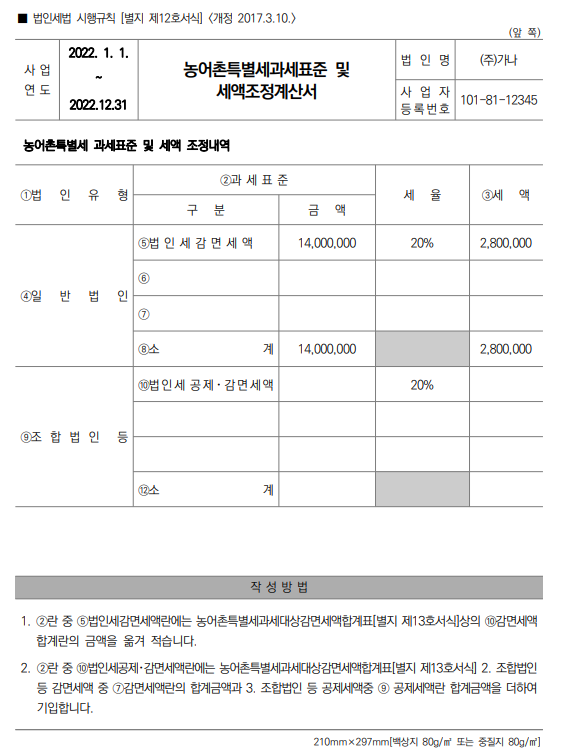 ■ 법인세법 시행규칙 [별지 제12호서식] <개정 2017.3.10.>
(앞 쪽)
사 업 연 도
2022. 1. 1.
~
2022.12.31
농어촌특별세과세표준 및
세액조정계산서
법 인 명
(주)가나
사 업 자
등록번호
101-81-12345
농어촌특별세 과세표준 및 세액 조정내역
①법 인 유 형
②과 세 표 준
세 율
③세 액
구 분
금 액
④일 반 법 인
⑤법 인 세 감 면 세 액
14,000,000
20%
2,800,000
⑥
⑦
⑧소 계
14,000,000
2,800,000
⑨조 합 법 인 등
⑩법인세 공제·감면세액
20%
⑫소 계
작 성 방 법
1. ②란 중 ⑤법인세감면세액란에는 농어촌특별세과세대상감면세액합계표[별지 제13호서식]상의 ⑩감면세액
합계란의 금액을 옮겨 적습니다.
2. ②란 중 ⑩법인세공제·감면세액란에는 농어촌특별세과세대상감면세액합계표[별지 제13호서식] 2. 조합법인
등 감면세액 중 ⑦감면세액란의 합계금액과 3. 조합법인 등 공제세액중 ⑨ 공제세액란 합계금액을 더하여
기입합니다.
210mm×297mm[백상지 80g/㎡ 또는 중질지 80g/㎡]